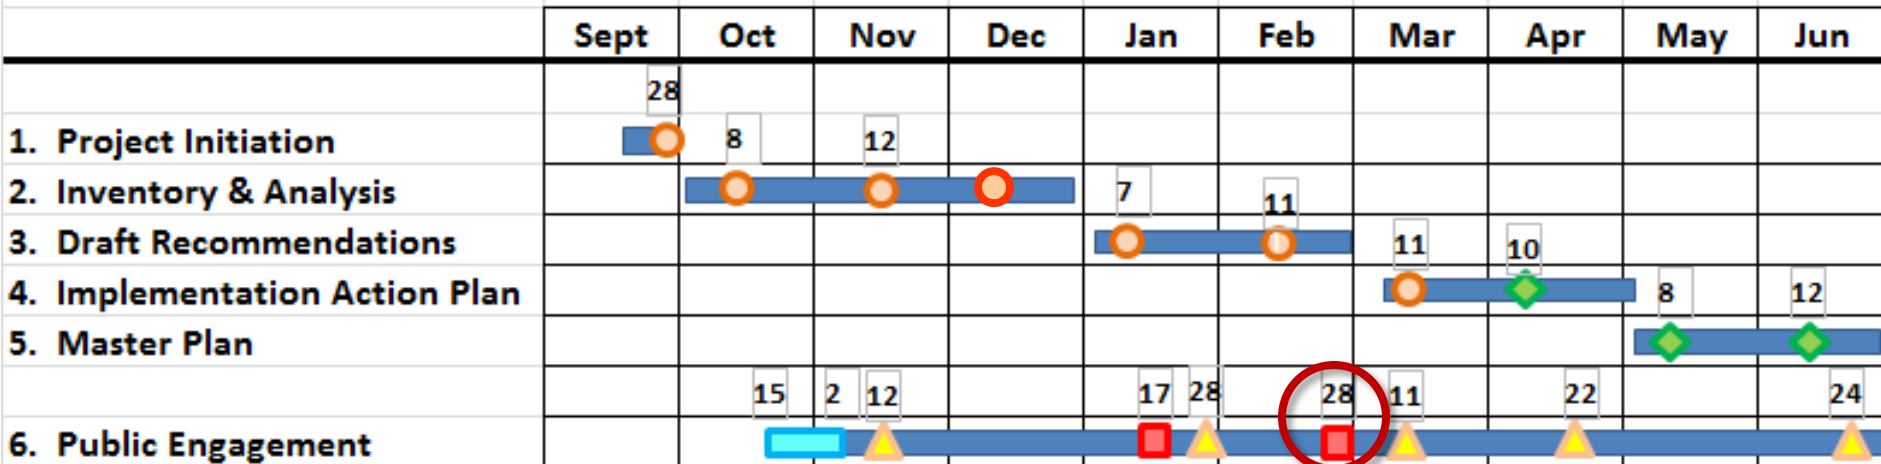 Sept Oct Nov Dec Jan Feb Mar Apr May Jun
28
1. Project Initiation 8 12
2. Inventory & Analysis 7 11
3. Draft Recommendations 11 10
4. Implementation Action Plan 8 12
5. Master Plan
15 2 12 17 28 28 11 22 24
6. Public Engagement